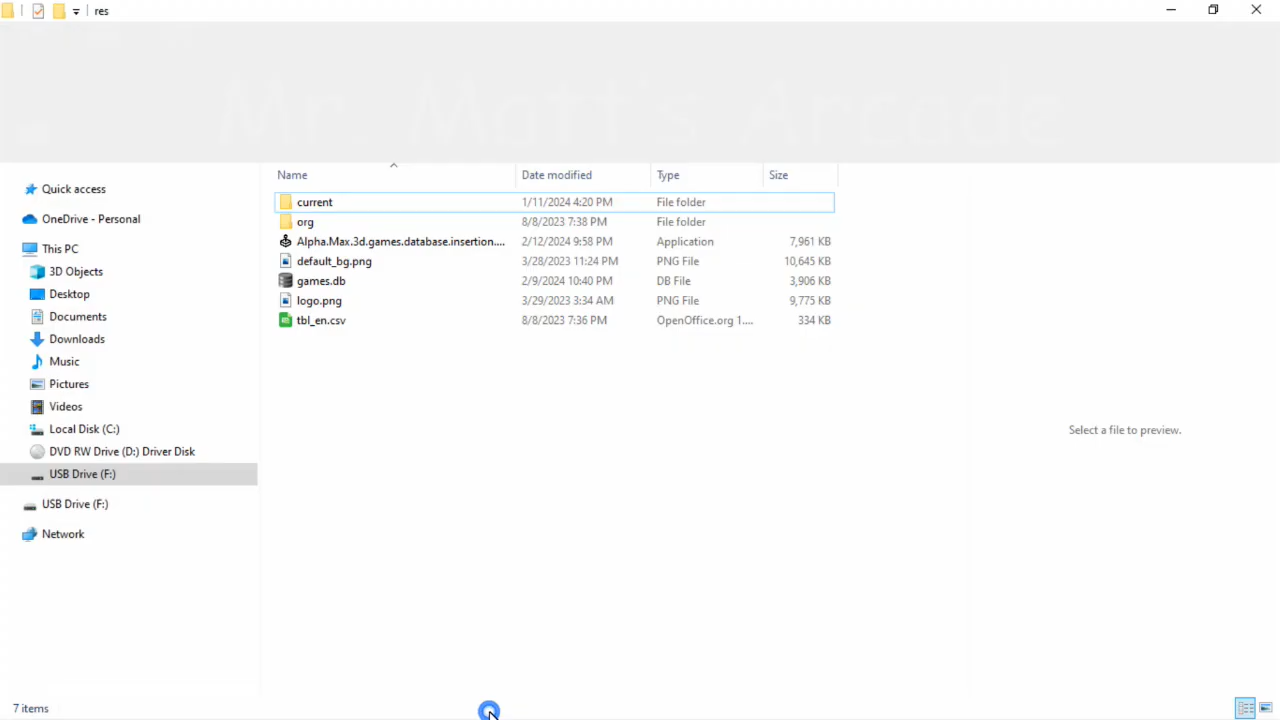 res
Mr. Matt's Arcade
Name Date modified Type Size
Quick access
OneDrive - Personal
This PC
3D Objects
Desktop
Documents
Downloads
Music
Pictures
Videos
Local Disk (C:)
DVD RW Drive (D:) Driver Disk
USB Drive (F:)
USB Drive (F:)
Network
current 1/11/2024 4:20 PM File folder
org 8/8/2023 7:38 PM File folder
Alpha.Max.3d.games.database.insertion.... 2/12/2024 9:58 PM Application 7,961 KB
default_bg.png 3/28/2023 11:24 PM PNG File 10,645 KB
games.db 2/9/2024 10:40 PM DB File 3,906 KB
logo.png 3/29/2023 3:34 AM PNG File 9,775 KB
tbl_en.csv 8/8/2023 7:36 PM OpenOffice.org 1.... 334 KB
Select a file to preview.
7 items